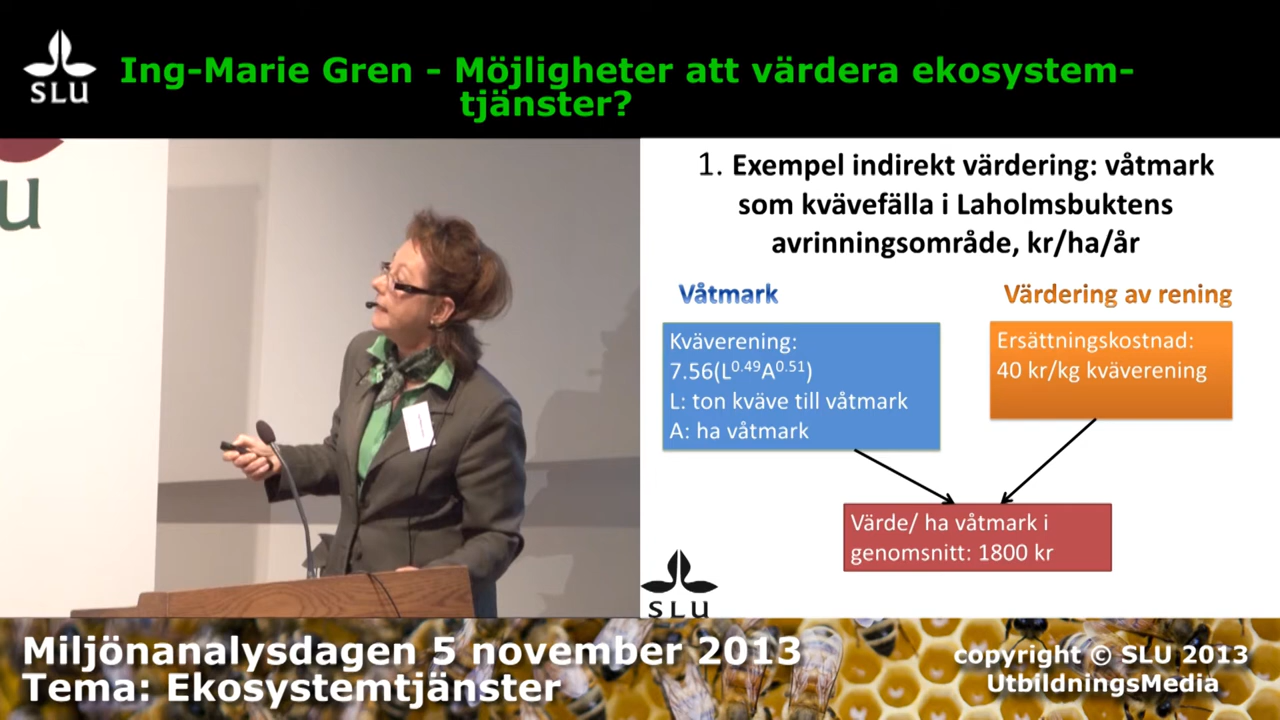 SLU
Ing-Marie Gren - Möjligheter att värdera ekosystem-
tjänster?
U
1. Exempel indirekt värdering: våtmark
som kvävefälla i Laholmsbuktens
avrinningsområde, kr/ha/år
Våtmark
Värdering av rening
Kväverening:
7.56(L^0.49A^0.51)
L: ton kväve till våtmark
A: ha våtmark
Ersättningskostnad:
40 kr/kg kväverening
Värde/ ha våtmark i
genomsnitt: 1800 kr
SLU
Miljönanalysdagen 5 november 2013
Tema: Ekosystemtjänster
copyright © SLU 2013
UtbildningsMedia